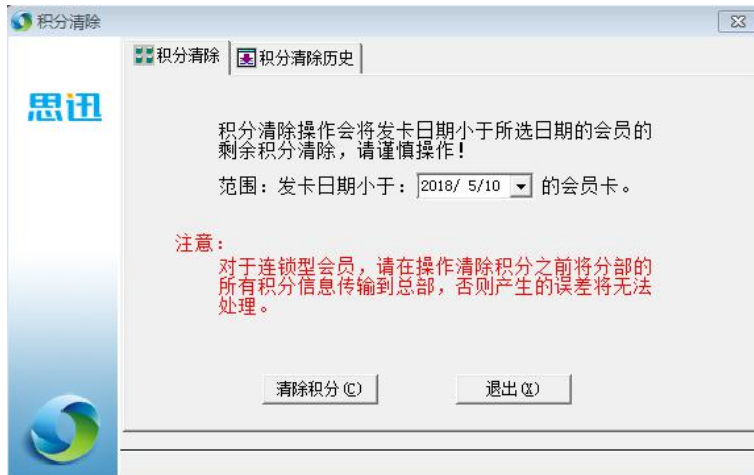 积分清除
积分清除 积分清除历史
思迅
积分清除操作会将发卡日期小于所选日期的会员的
剩余积分清除，请谨慎操作！
范围：发卡日期小于：2018/ 5/10 的会员卡。
注意：
对于连锁型会员，请在操作清除积分之前将分部的
所有积分信息传输到总部，否则产生的误差将无法
处理。
清除积分(C) 退出(X)